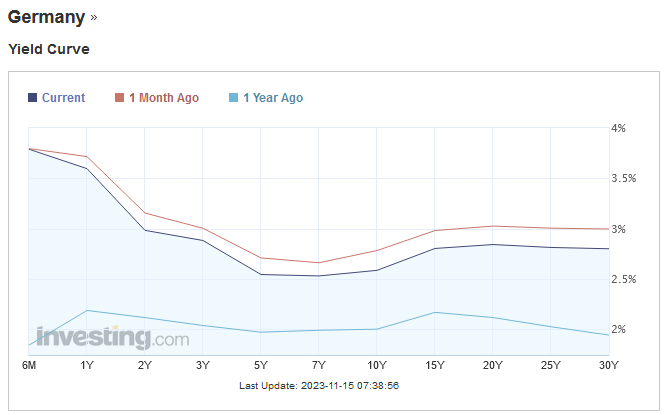 Germany »
Yield Curve
Current 1 Month Ago 1 Year Ago
4%
3.5%
3%
2.5%
2%
investing.com
6M 1Y 2Y 3Y 5Y 7Y 10Y 15Y 20Y 25Y 30Y
Last Update: 2023-11-15 07:38:56